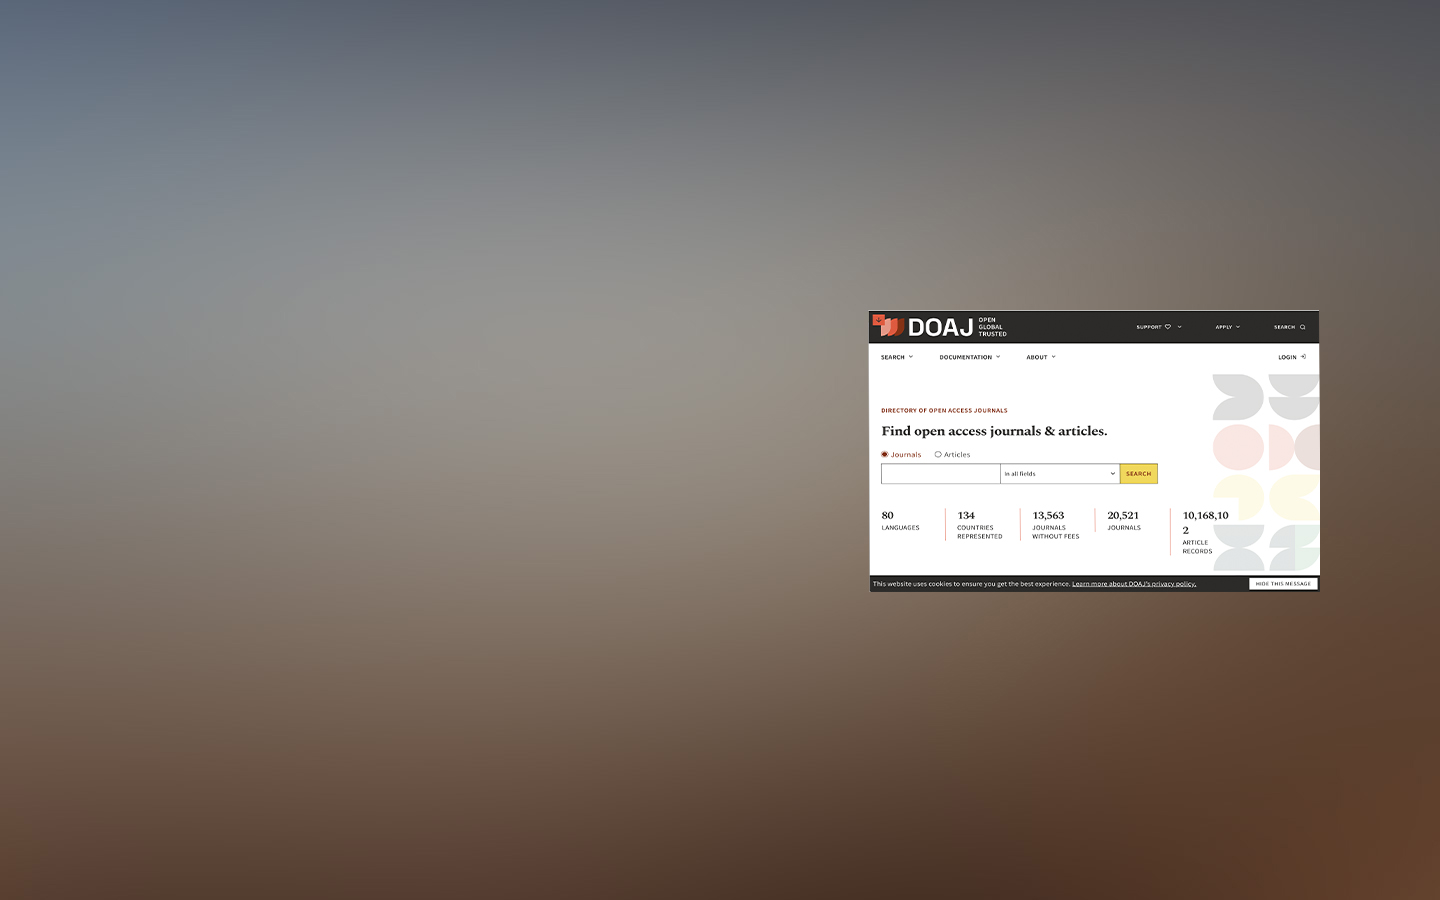 DOAJ
OPEN
GLOBAL
TRUSTED
SUPPORT
APPLY
SEARCH
SEARCH
DOCUMENTATION
ABOUT
LOGIN
DIRECTORY OF OPEN ACCESS JOURNALS
Find open access journals & articles.
Journals
Articles
In all fields
SEARCH
80
LANGUAGES
134
COUNTRIES
REPRESENTED
13,563
JOURNALS
WITHOUT FEES
20,521
JOURNALS
10,168,10
2
ARTICLE
RECORDS
This website uses cookies to ensure you get the best experience. Learn more about DOAJ's privacy policy.
HIDE THIS MESSAGE